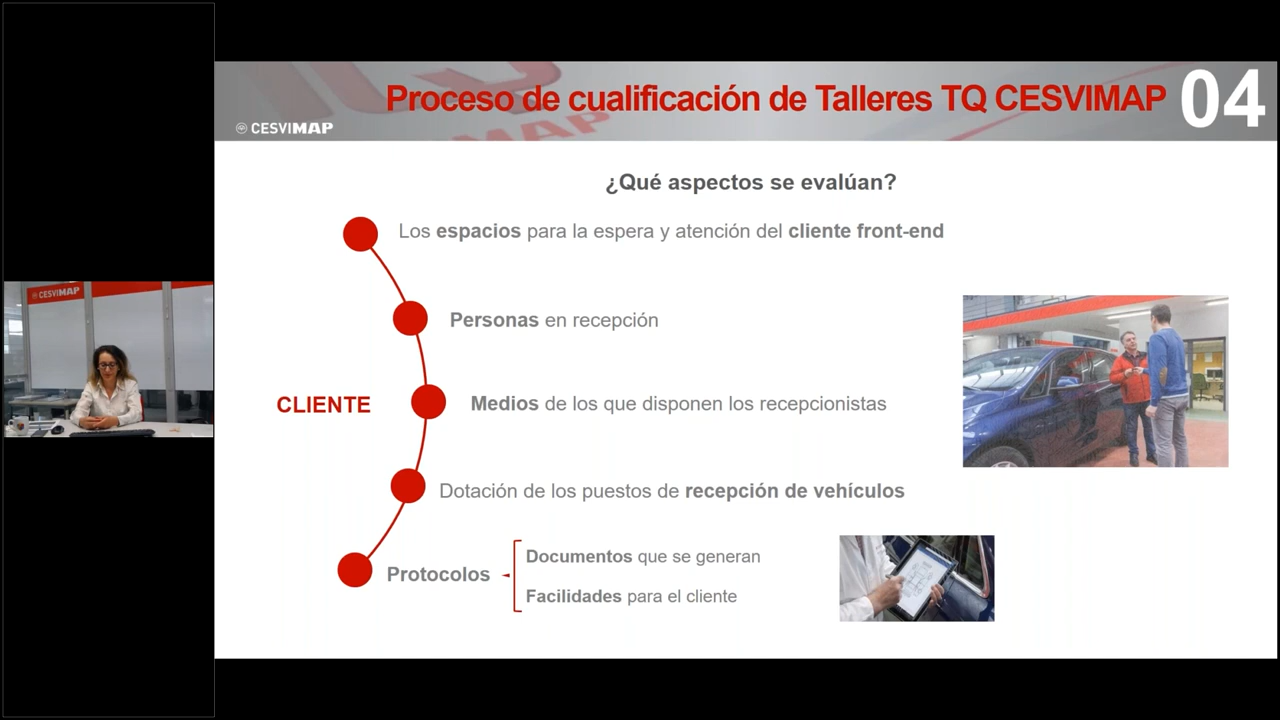 Proceso de cualificación de Talleres TQ CESVIMAP 04
CESVIMAP
¿Qué aspectos se evalúan?
Los espacios para la espera y atención del cliente front-end
Personas en recepción
CLIENTE
Medios de los que disponen los recepcionistas
Dotación de los puestos de recepción de vehículos
Protocolos
Documentos que se generan
Facilidades para el cliente
CESVIMAP